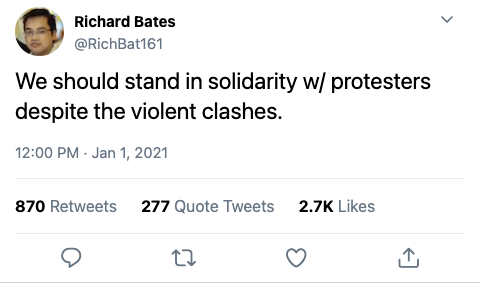 Richard Bates
@RichBat161
We should stand in solidarity w/ protesters
despite the violent clashes.
12:00 PM · Jan 1, 2021
870 Retweets 277 Quote Tweets 2.7K Likes